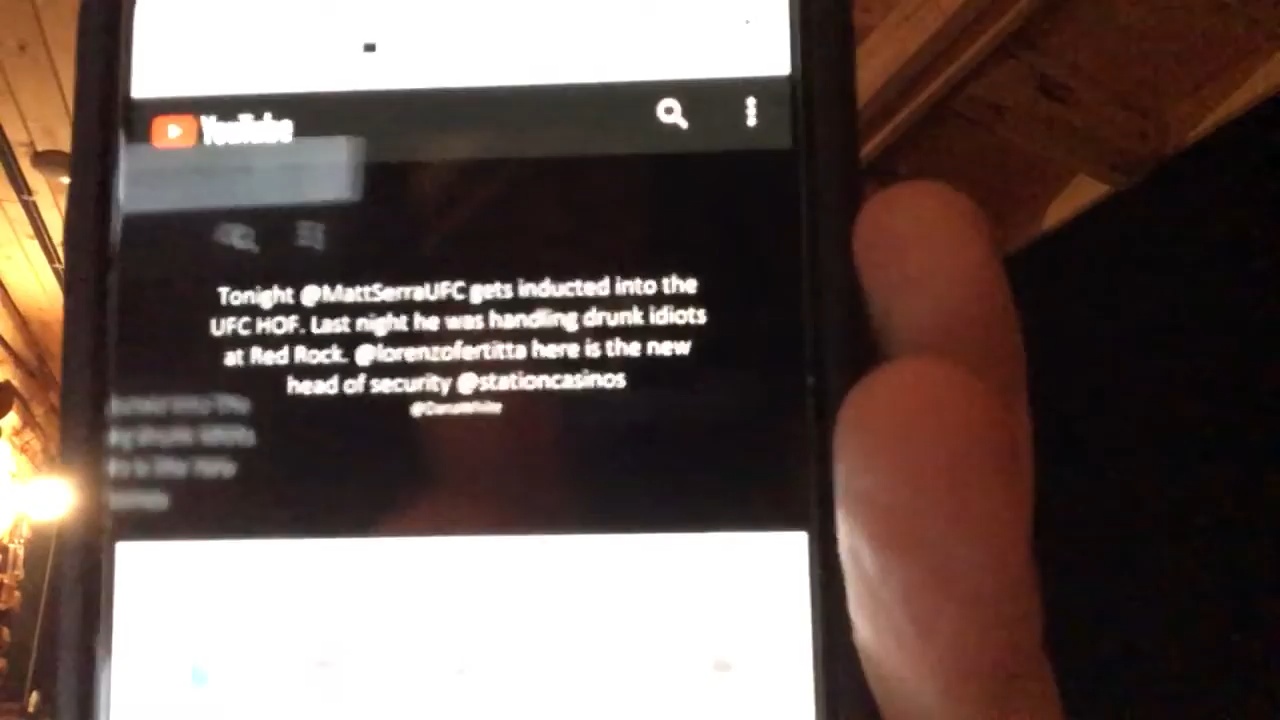 YouTube
Tonight @MattSerraUFC gets inducted into the
UFC HOF. Last night he was handling drunk idiots
at Red Rock. @lorenzofertitta here is the new
head of security @stationcasinos
@DanaWhite